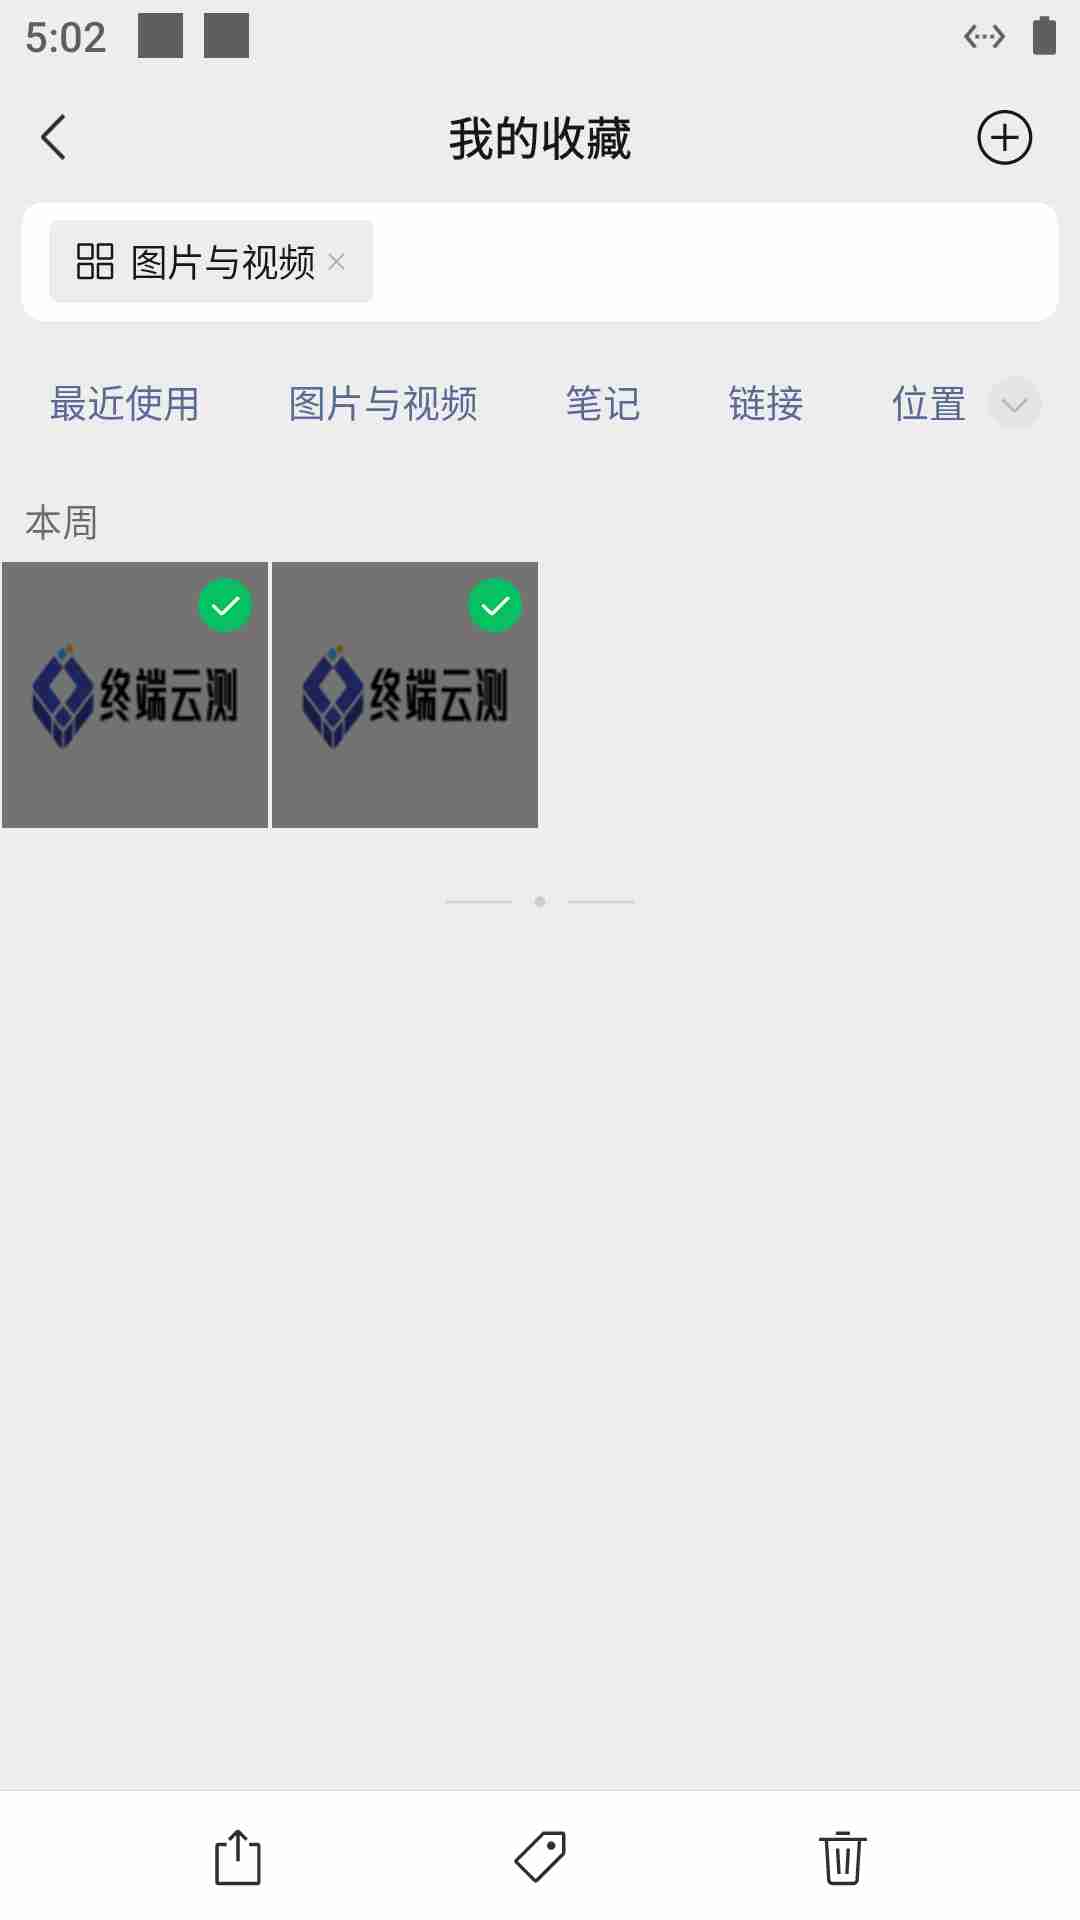 5:02
我的收藏
图片与视频
最近使用 图片与视频 笔记 链接 位置
本周
终端云测 终端云测